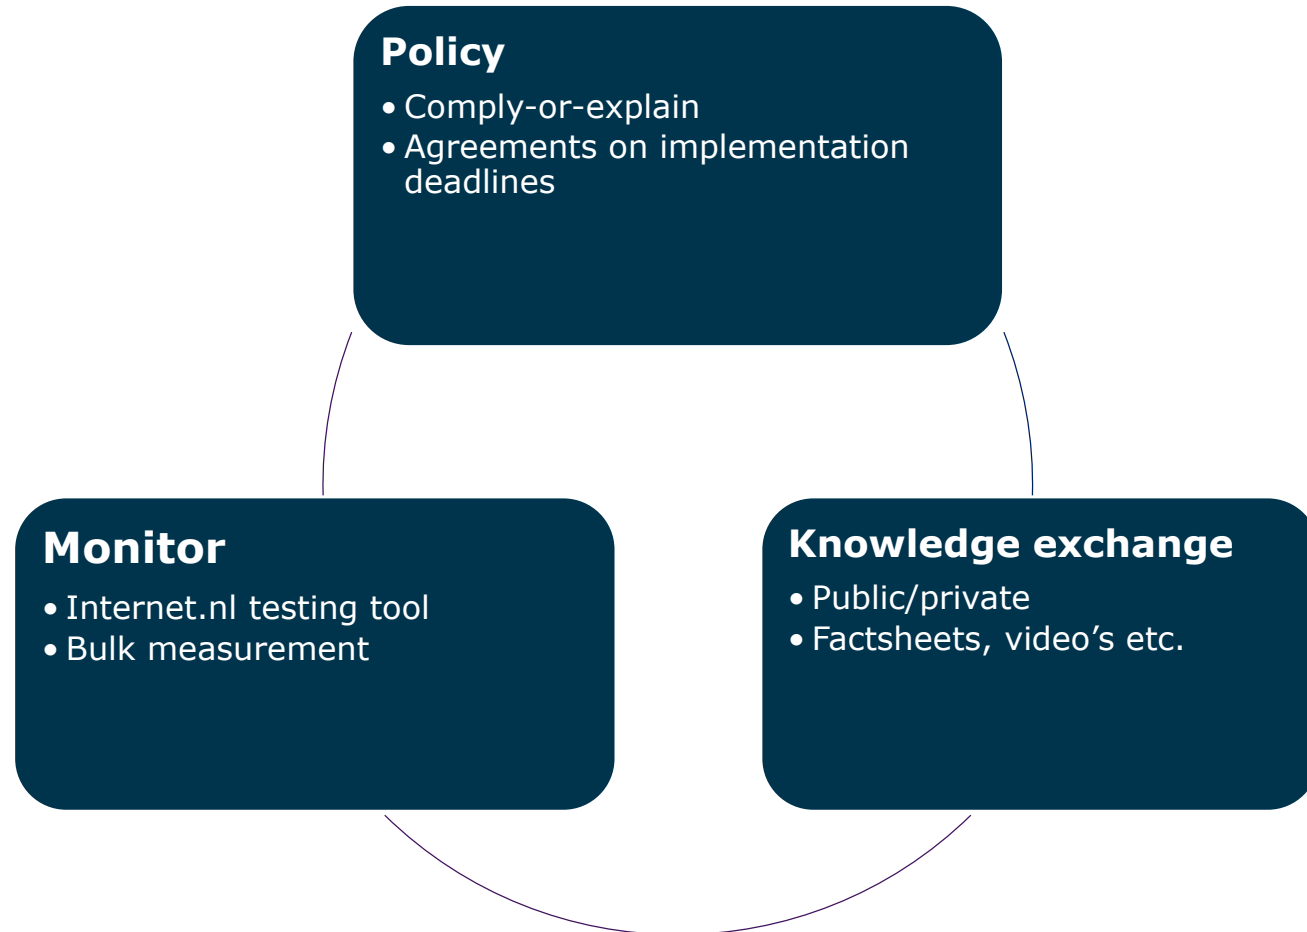 Policy
• Comply-or-explain
• Agreements on implementation
deadlines
Monitor
• Internet.nl testing tool
• Bulk measurement
Knowledge exchange
• Public/private
• Factsheets, video’s etc.